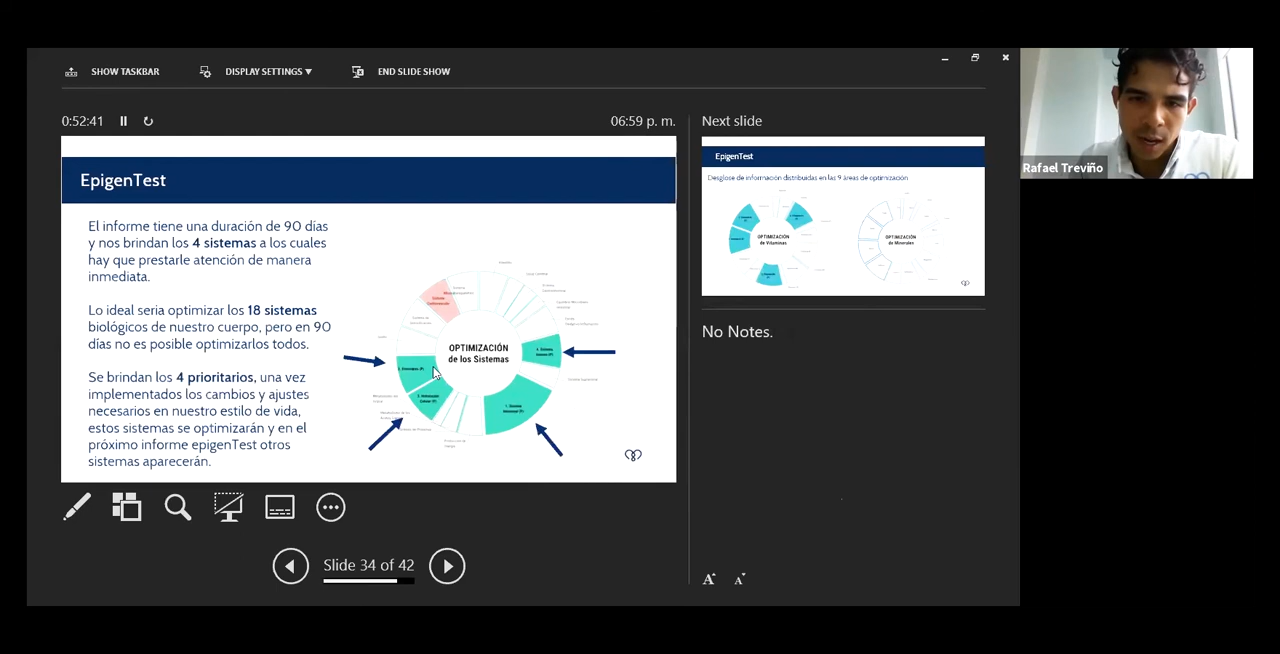 SHOW TASKBAR
DISPLAY SETTINGS ▼
END SLIDE SHOW
0:52:41
06:59 p. m.
EpigenTest
El informe tiene una duración de 90 días
y nos brindan los 4 sistemas a los cuales
hay que prestarle atención de manera
inmediata.
Lo ideal seria optimizar los 18 sistemas
biológicos de nuestro cuerpo, pero en 90
días no es posible optimizarlos todos.
Se brindan los 4 prioritarios, una vez
implementados los cambios y ajustes
necesarios en nuestro estilo de vida,
estos sistemas se optimizarán y en el
próximo informe epigenTest otros
sistemas aparecerán.
OPTIMIZACIÓN
de los Sistemas
Slide 34 of 42
Next slide
EpigenTest
Desglose de información distribuidas en las 9 áreas de optimización
OPTIMIZACIÓN
de Vitaminas
OPTIMIZACIÓN
de Minerales
No Notes.
A A
Rafael Treviño